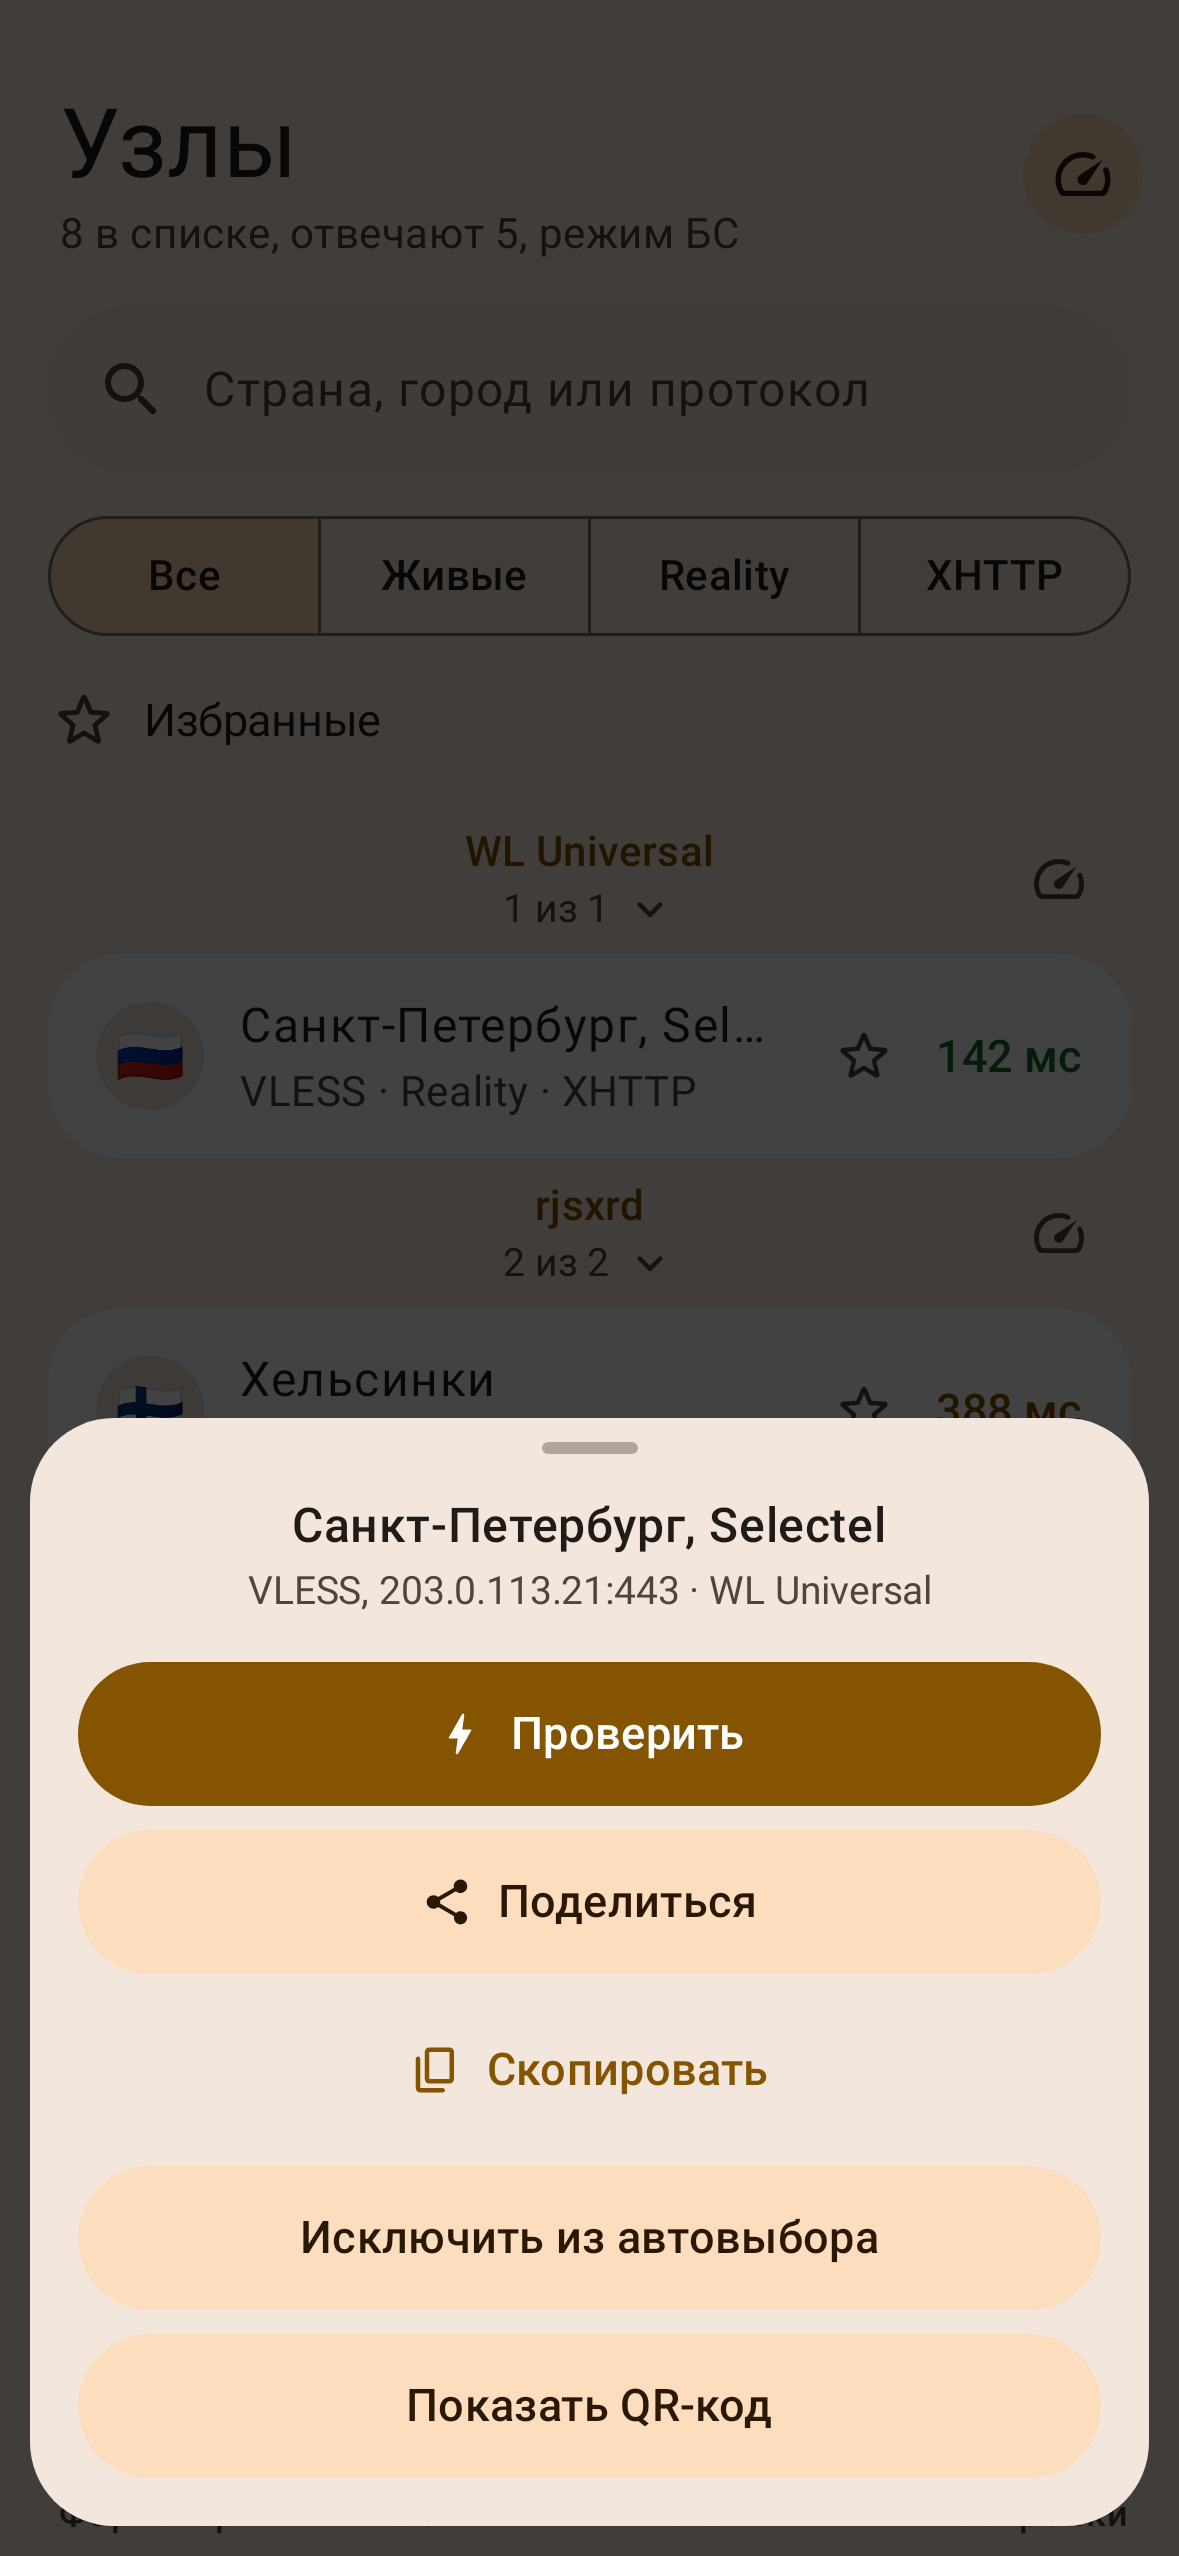 Узлы
8 в списке, отвечают 5, режим БС
Страна, город или протокол
Все
Живые
Reality
XHTTP
Избранные
WL Universal
1 из 1
Санкт-Петербург, Sel…
142 мс
VLESS · Reality · XHTTP
rjsxrd
2 из 2
Хельсинки
388 мс
Санкт-Петербург, Selectel
VLESS, 203.0.113.21:443 · WL Universal
Проверить
Поделиться
Скопировать
Исключить из автовыбора
Показать QR-код